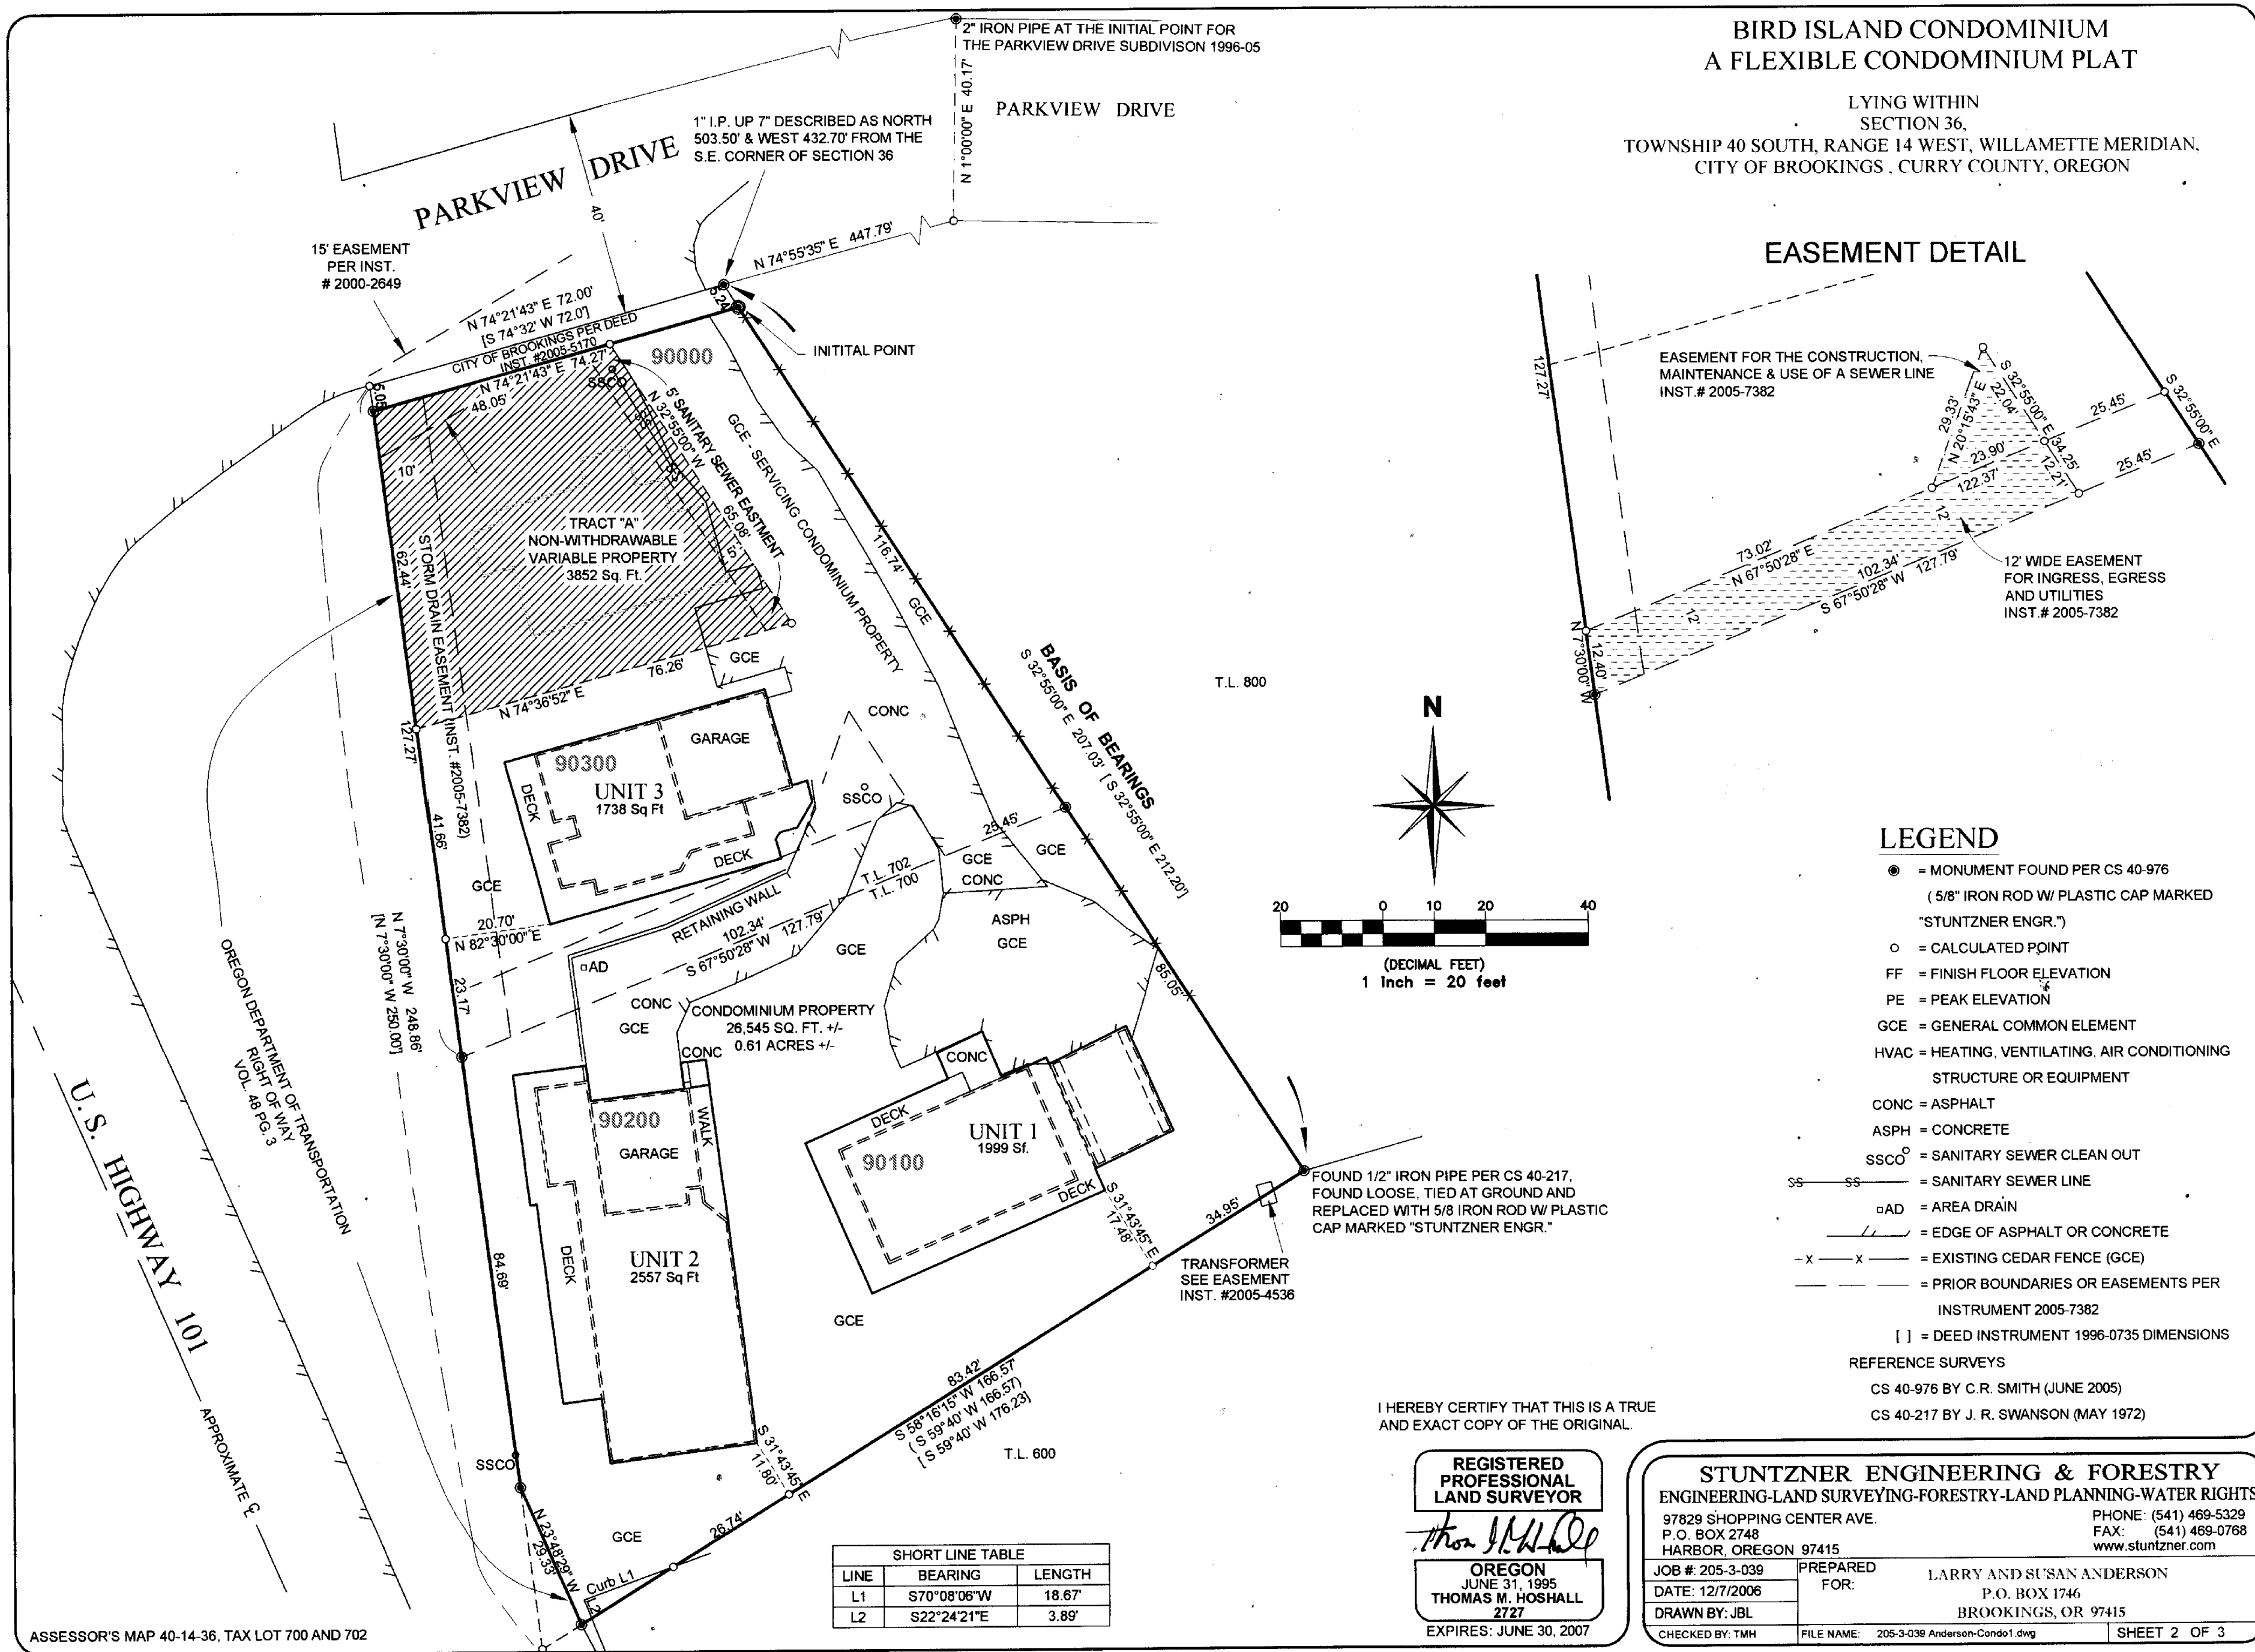 BIRD ISLAND CONDOMINIUM
A FLEXIBLE CONDOMINIUM PLAT
LYING WITHIN
SECTION 36,
TOWNSHIP 40 SOUTH, RANGE 14 WEST, WILLAMETTE MERIDIAN,
CITY OF BROOKINGS , CURRY COUNTY, OREGON
2" IRON PIPE AT THE INITIAL POINT FOR
THE PARKVIEW DRIVE SUBDIVISON 1996-05
N 1°00'00" E 40.17'
PARKVIEW DRIVE
1" I.P. UP 7" DESCRIBED AS NORTH
503.50' & WEST 432.70' FROM THE
S.E. CORNER OF SECTION 36
PARKVIEW DRIVE
40'
N 74°55'35" E 447.79'
15' EASEMENT
PER INST.
# 2000-2649
N 74°21'43" E 72.00'
[S 74°32' W 72.0']
CITY OF BROOKINGS PER DEED
INST. #2005-5170
N 74°21'43" E 74.27'
48.05'
5.24'
5.05'
INITITAL POINT
90000
SSCO
10'
5' SANITARY SEWER EASTMENT
N 32°55'00" W
65.08'
5'
SS
SS
GCE - SERVICING CONDOMINIUM PROPERTY
TRACT "A"
NON-WITHDRAWABLE
VARIABLE PROPERTY
3852 Sq. Ft.
62.44'
STORM DRAIN EASEMENT (INST. #2005-7382)
116.74'
GCE
GCE
76.26'
N 74°36'52" E
127.27'
BASIS OF BEARINGS
S 32°55'00" E 207.03' [ S 32°55'00" E 212.20']
T.L. 800
CONC
GARAGE
90300
UNIT 3
1738 Sq Ft
DECK
DECK
SSCO
25.45'
41.66'
GCE
20.70'
N 82°30'00" E
RETAINING WALL
T.L. 702
T.L. 700
102.34'
S 67°50'28" W 127.79'
GCE
CONC
GCE
ASPH
GCE
GCE
AD
23.17'
N 7°30'00" W 248.86'
[N 7°30'00" W 250.00']
CONC
GCE
CONC
CONDOMINIUM PROPERTY
26,545 SQ. FT. +/-
0.61 ACRES +/-
85.05'
CONC
90200
GARAGE
WALK
DECK
UNIT 2
2557 Sq Ft
DECK
UNIT 1
1999 Sf.
90100
DECK
S 31°43'45" E
17.48'
34.95'
FOUND 1/2" IRON PIPE PER CS 40-217,
FOUND LOOSE, TIED AT GROUND AND
REPLACED WITH 5/8 IRON ROD W/ PLASTIC
CAP MARKED "STUNTZNER ENGR."
TRANSFORMER
SEE EASEMENT
INST. #2005-4536
GCE
84.69'
83.42'
S 58°16'15" W 166.57'
( S 59°40' W 166.57)
[ S 59°40' W 176.23]
T.L. 600
S 31°43'45" E
11.80'
SSCO
N 23°48'29" W
29.33'
GCE
26.74'
Curb L1
L2
OREGON DEPARTMENT OF TRANSPORTATION
RIGHT OF WAY
VOL. 48 PG. 3
U.S. HIGHWAY 101
APPROXIMATE ℄
ASSESSOR'S MAP 40-14-36, TAX LOT 700 AND 702
SHORT LINE TABLE
LINE BEARING LENGTH
L1 S70°08'06"W 18.67'
L2 S22°24'21"E 3.89'
EASEMENT DETAIL
127.27'
EASEMENT FOR THE CONSTRUCTION,
MAINTENANCE & USE OF A SEWER LINE
INST.# 2005-7382
29.33'
N 20°15'43" E
S 32°55'00" E
22.04'
34.25'
12.21'
23.90'
122.37'
25.45'
25.45'
S 32°55'00" E
12'
73.02'
N 67°50'28" E
102.34'
S 67°50'28" W 127.79'
12'
N 7°30'00" W
12.40'
12' WIDE EASEMENT
FOR INGRESS, EGRESS
AND UTILITIES
INST.# 2005-7382
N
20 0 10 20 40
(DECIMAL FEET)
1 inch = 20 feet
LEGEND
= MONUMENT FOUND PER CS 40-976
( 5/8" IRON ROD W/ PLASTIC CAP MARKED
"STUNTZNER ENGR.")
= CALCULATED POINT
FF = FINISH FLOOR ELEVATION
PE = PEAK ELEVATION
GCE = GENERAL COMMON ELEMENT
HVAC = HEATING, VENTILATING, AIR CONDITIONING
STRUCTURE OR EQUIPMENT
CONC = ASPHALT
ASPH = CONCRETE
SSCO = SANITARY SEWER CLEAN OUT
SS SS = SANITARY SEWER LINE
AD = AREA DRAIN
= EDGE OF ASPHALT OR CONCRETE
-X X = EXISTING CEDAR FENCE (GCE)
= PRIOR BOUNDARIES OR EASEMENTS PER
INSTRUMENT 2005-7382
[ ] = DEED INSTRUMENT 1996-0735 DIMENSIONS
REFERENCE SURVEYS
CS 40-976 BY C.R. SMITH (JUNE 2005)
CS 40-217 BY J. R. SWANSON (MAY 1972)
I HEREBY CERTIFY THAT THIS IS A TRUE
AND EXACT COPY OF THE ORIGINAL.
REGISTERED
PROFESSIONAL
LAND SURVEYOR
OREGON
JUNE 31, 1995
THOMAS M. HOSHALL
2727
EXPIRES: JUNE 30, 2007
STUNTZNER ENGINEERING & FORESTRY
ENGINEERING-LAND SURVEYING-FORESTRY-LAND PLANNING-WATER RIGHTS
97829 SHOPPING CENTER AVE.
P.O. BOX 2748
HARBOR, OREGON 97415
PHONE: (541) 469-5329
FAX: (541) 469-0768
www.stuntzner.com
JOB #: 205-3-039
DATE: 12/7/2006
DRAWN BY: JBL
CHECKED BY: TMH
PREPARED
FOR:
LARRY AND SUSAN ANDERSON
P.O. BOX 1746
BROOKINGS, OR 97415
FILE NAME: 205-3-039 Anderson-Condo1.dwg
SHEET 2 OF 3